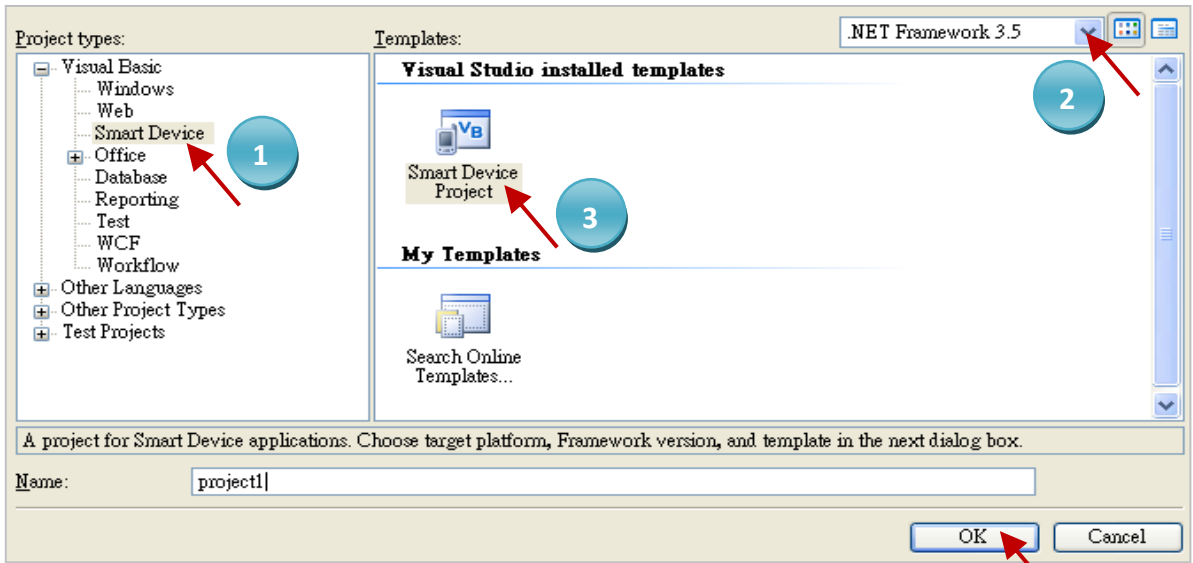 Project types:
Templates:
.NET Framework 3.5
Visual Basic
Windows
Web
Smart Device
Office
Database
Reporting
Test
WCF
Workflow
Other Languages
Other Project Types
Test Projects
1
2
Visual Studio installed templates
VB
Smart Device
Project
3
My Templates
Search Online
Templates...
A project for Smart Device applications. Choose target platform, Framework version, and template in the next dialog box.
Name:
project1
OK
Cancel